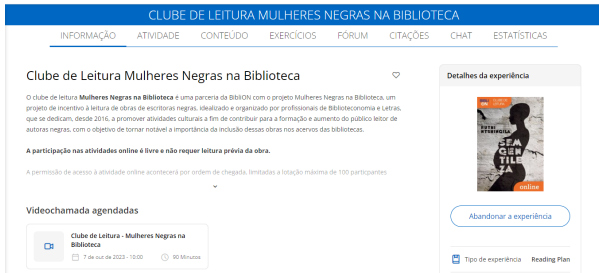 CLUBE DE LEITURA MULHERES NEGRAS NA BIBLIOTECA
INFORMAÇÃO ATIVIDADE CONTEÚDO EXERCÍCIOS FÓRUM CITAÇÕES CHAT ESTATÍSTICAS
Clube de Leitura Mulheres Negras na Biblioteca
O clube de leitura Mulheres Negras na Biblioteca é uma parceria da BibliON com o projeto Mulheres Negras na Biblioteca, um
projeto de incentivo à leitura de obras de escritoras negras, idealizado e organizado por profissionais de Biblioteconomia e Letras,
que se dedicam, desde 2016, a promover atividades culturais a fim de contribuir para a formação e aumento do público leitor de
autoras negras, com o objetivo de tornar notável a importância da inclusão dessas obras nos acervos das bibliotecas.
A participação nas atividades online é livre e não requer leitura prévia da obra.
A permissão de acesso à atividade online acontecerá por ordem de chegada, limitadas a lotação máxima de 100 participantes
Videochamada agendadas
Clube de Leitura - Mulheres Negras na
Biblioteca
7 de out de 2023 - 10:00 90 Minutos
Detalhes da experiência
FUTHI
NTSHINGILA
SEM
GEN
TILE
ZA
online
Abandonar a experiência
Tipo de experiência Reading Plan